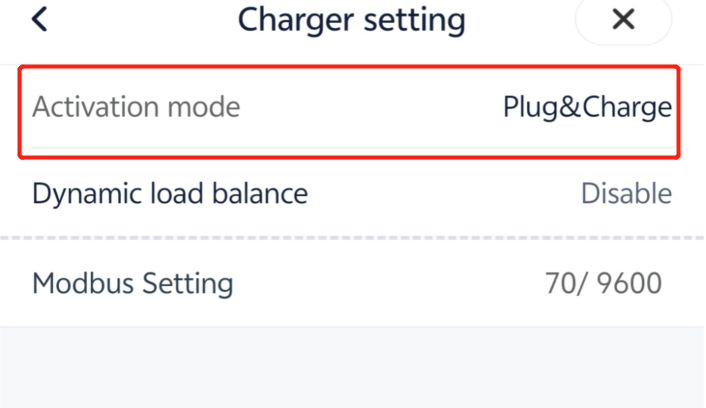 Charger setting
Activation mode Plug&Charge
Dynamic load balance Disable
Modbus Setting 70/ 9600